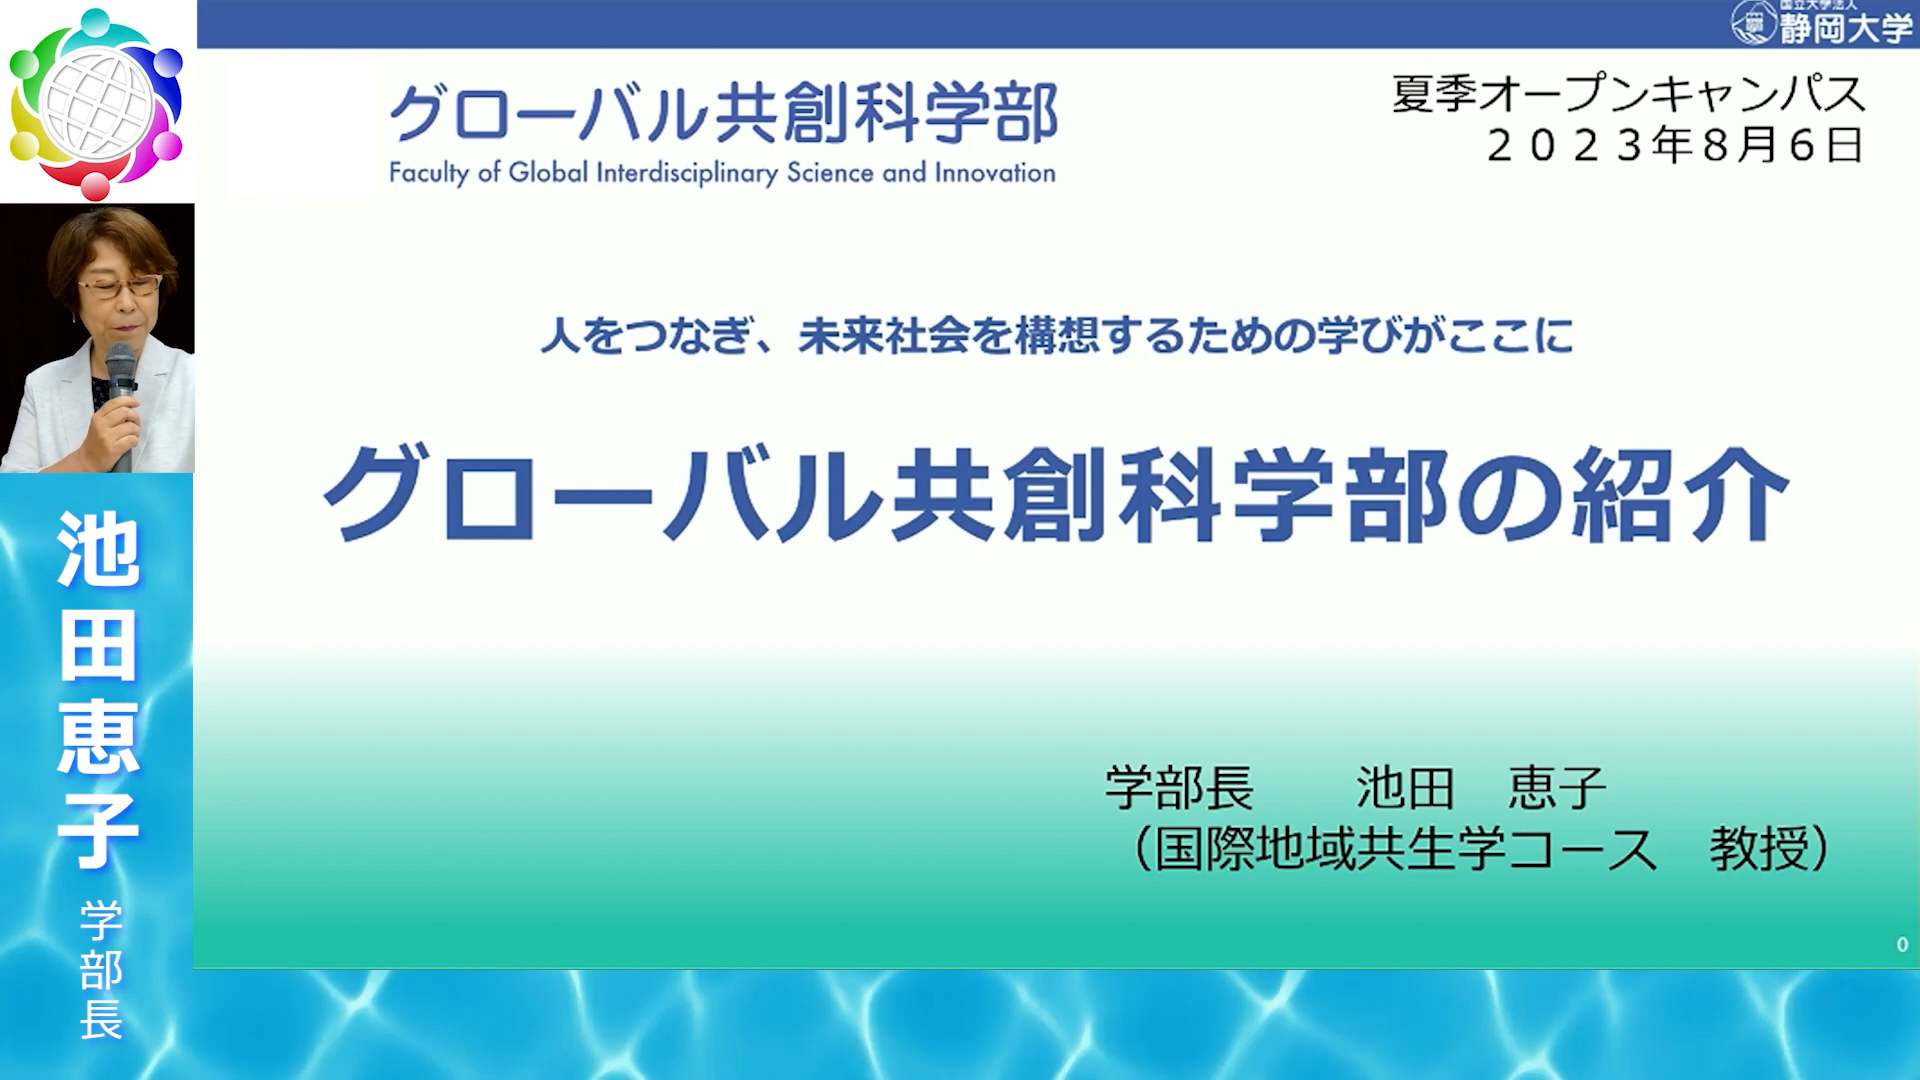 国立大学法人
静岡大学
グローバル共創科学部
Faculty of Global Interdisciplinary Science and Innovation
夏季オープンキャンパス
２０２３年８月６日
人をつなぎ、未来社会を構想するための学びがここに
グローバル共創科学部の紹介
学部長　　池田　恵子
（国際地域共生学コース　教授）
0
池田恵子
学部長